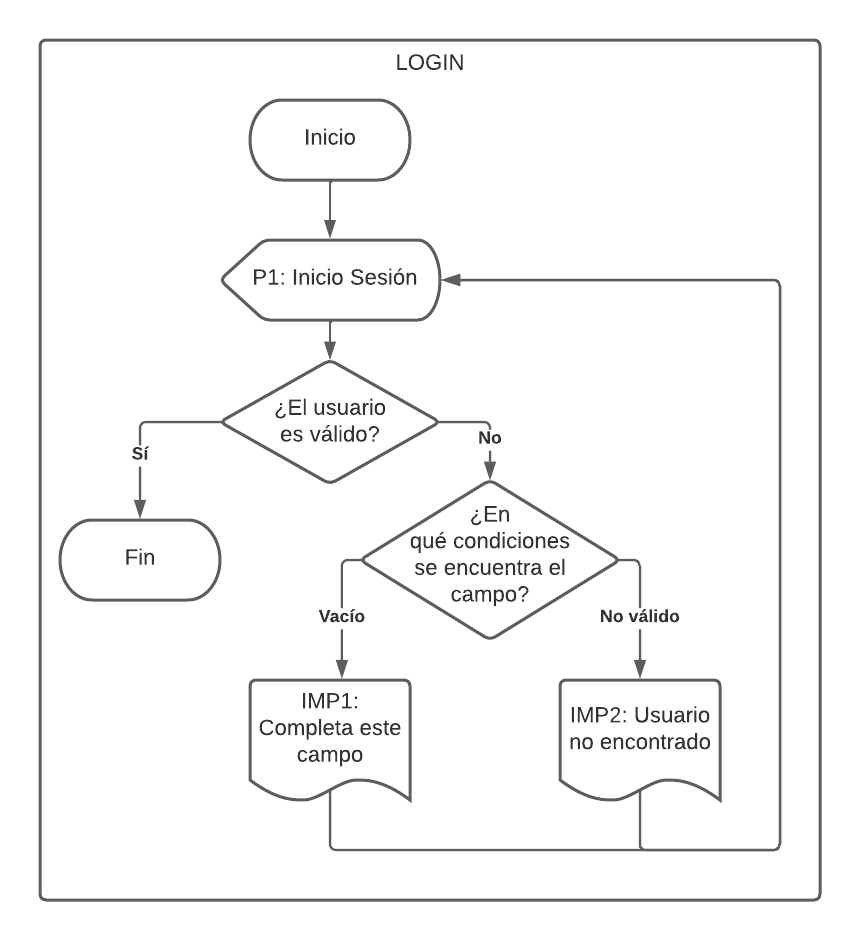 LOGIN
Inicio
P1: Inicio Sesión
¿El usuario
es válido?
No
Sí
¿En
qué condiciones
se encuentra el
campo?
Fin
Vacío
No válido
IMP1:
Completa este
campo
IMP2: Usuario
no encontrado